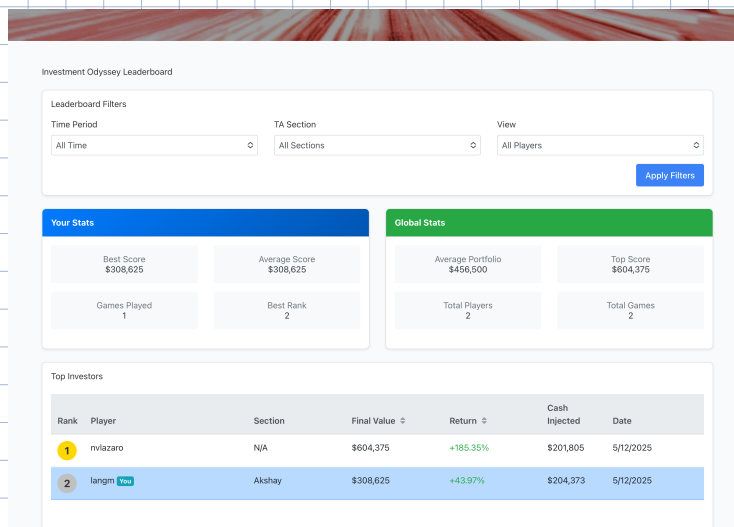 Investment Odyssey Leaderboard
Leaderboard Filters
Time Period TA Section View
All Time All Sections All Players
Apply Filters
Your Stats Global Stats
Best Score Average Score Average Portfolio Top Score
$308,625 $308,625 $456,500 $604,375
Games Played Best Rank Total Players Total Games
1 2 2 2
Top Investors
Cash
Rank Player Section Final Value Return Injected Date
1 nvlazaro N/A $604,375 +185.35% $201,805 5/12/2025
2 langm You Akshay $308,625 +43.97% $204,373 5/12/2025